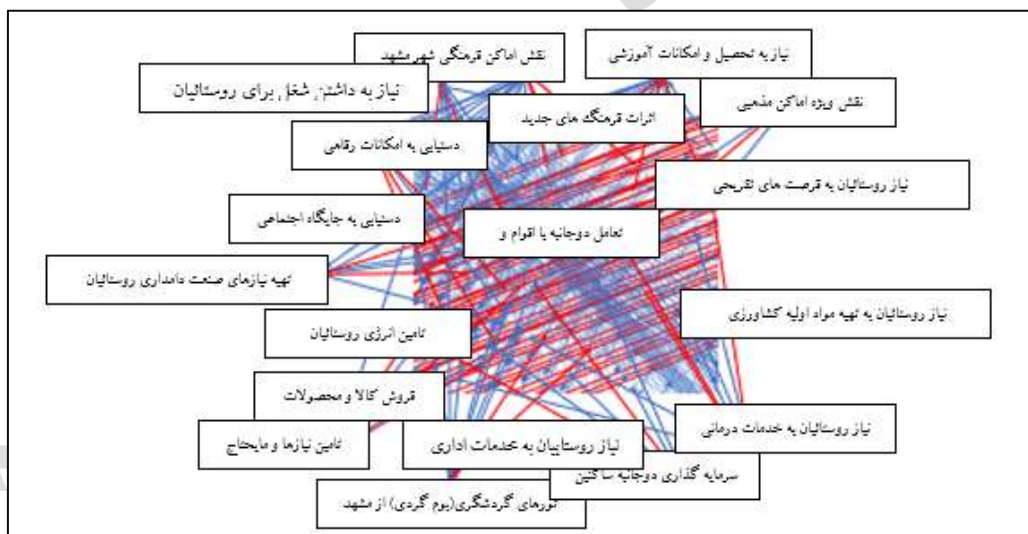 نقش اماکن فرهنگی شهر مشهد
نیاز به تحصیل و امکانات آموزشی
نیاز به داشتن شغل برای روستائیان
نقش ویژه اماکن مذهبی
اثرات فرهنگ های جدید
دستیابی به امکانات رفاهی
نیاز روستائیان به فرصت های تفریحی
دستیابی به جایگاه اجتماعی
تعامل دوجانبه با اقوام و
تهیه نیازهای صنعت دامداری روستائیان
نیاز روستائیان به تهیه مواد اولیه کشاورزی
تامین انرژی روستائیان
فروش کالا و محصولات
نیاز روستائیان به خدمات درمانی
تامین نیازها و مایحتاج
نیاز روستاییان به خدمات اداری
سرمایه گذاری دوجانبه ساکنین
تورهای گردشگری(بوم گردی) از مشهد